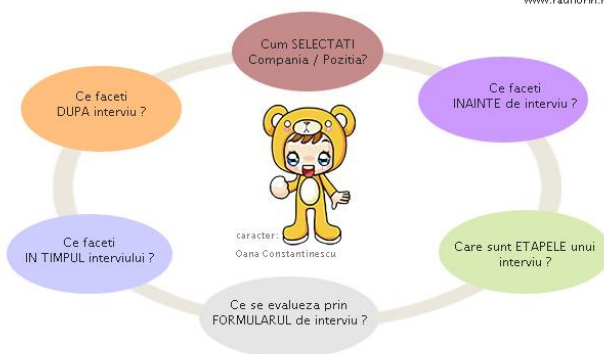 Cum SELECTATI
Compania / Pozitia?
Ce faceti
INAINTE de interviu ?
Care sunt ETAPELE unui
interviu ?
Ce se evalueza prin
FORMULARUL de interviu ?
Ce faceti
IN TIMPUL interviului ?
Ce faceti
DUPA interviu ?
caracter:
Oana Constantinescu